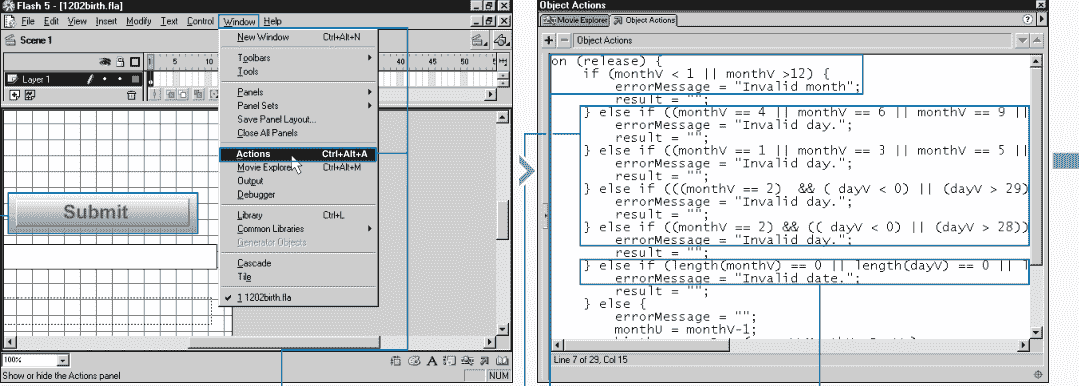 Flash 5 - [1202birth.fla]
File Edit View Insert Modify Text Control Window Help
Scene 1
New Window Ctrl+Alt+N
Toolbars
Tools
Panels
Panel Sets
Save Panel Layout...
Close All Panels
Actions Ctrl+Alt+A
Movie Explorer Ctrl+Alt+M
Output
Debugger
Library Ctrl+L
Common Libraries
Generator Objects
Cascade
Tile
✓ 1 1202birth.fla
1 5 10 40 45 50 55
Layer 1
Submit
100%
Show or hide the Actions panel
NUM
Object Actions
Movie Explorer Object Actions
Object Actions
on (release) {
if (monthV < 1 || monthV >12) {
errorMessage = "Invalid month";
result = "";
} else if ((monthV == 4 || monthV == 6 || monthV == 9 ||
errorMessage = "Invalid day.";
result = "";
} else if ((monthV == 1 || monthV == 3 || monthV == 5 ||
errorMessage = "Invalid day.";
result = "";
} else if (((monthV == 2) && ( dayV < 0) || (dayV > 29)
errorMessage = "Invalid day.";
result = "";
} else if ((monthV == 2) && (( dayV < 0) || (dayV > 28))
errorMessage = "Invalid day.";
result = "";
} else if (length(monthV) == 0 || length(dayV) == 0 ||
errorMessage = "Invalid date.";
result = "";
} else {
errorMessage = "";
monthU = monthV-1;
Line 7 of 29, Col 15